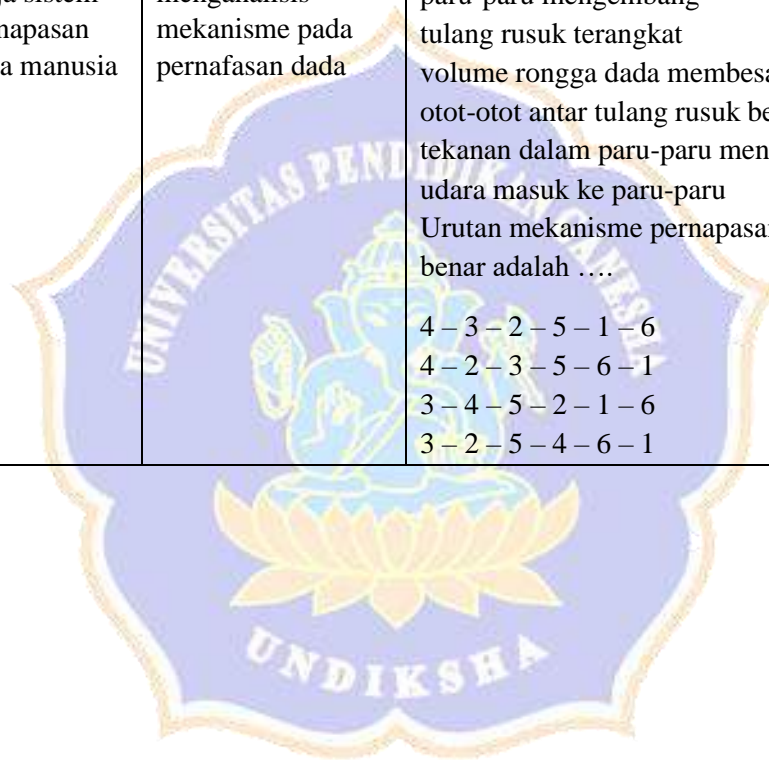 sistem
napasan
a manusia
menganalisis
mekanisme pada
pernafasan dada
paru-paru mengembang
tulang rusuk terangkat
volume rongga dada membesa
otot-otot antar tulang rusuk be
tekanan dalam paru-paru men
udara masuk ke paru-paru
Urutan mekanisme pernapasan
benar adalah ….
4 – 3 – 2 – 5 – 1 – 6
4 – 2 – 3 – 5 – 6 – 1
3 – 4 – 5 – 2 – 1 – 6
3 – 2 – 5 – 4 – 6 – 1
UNIVERSITAS PENDIDIKAN GANESHA
UNDIKSHA